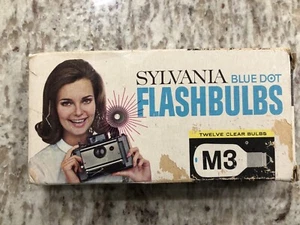 SYLVANIA BLUE DOT
FLASHBULBS
TWELVE CLEAR BULBS
M3